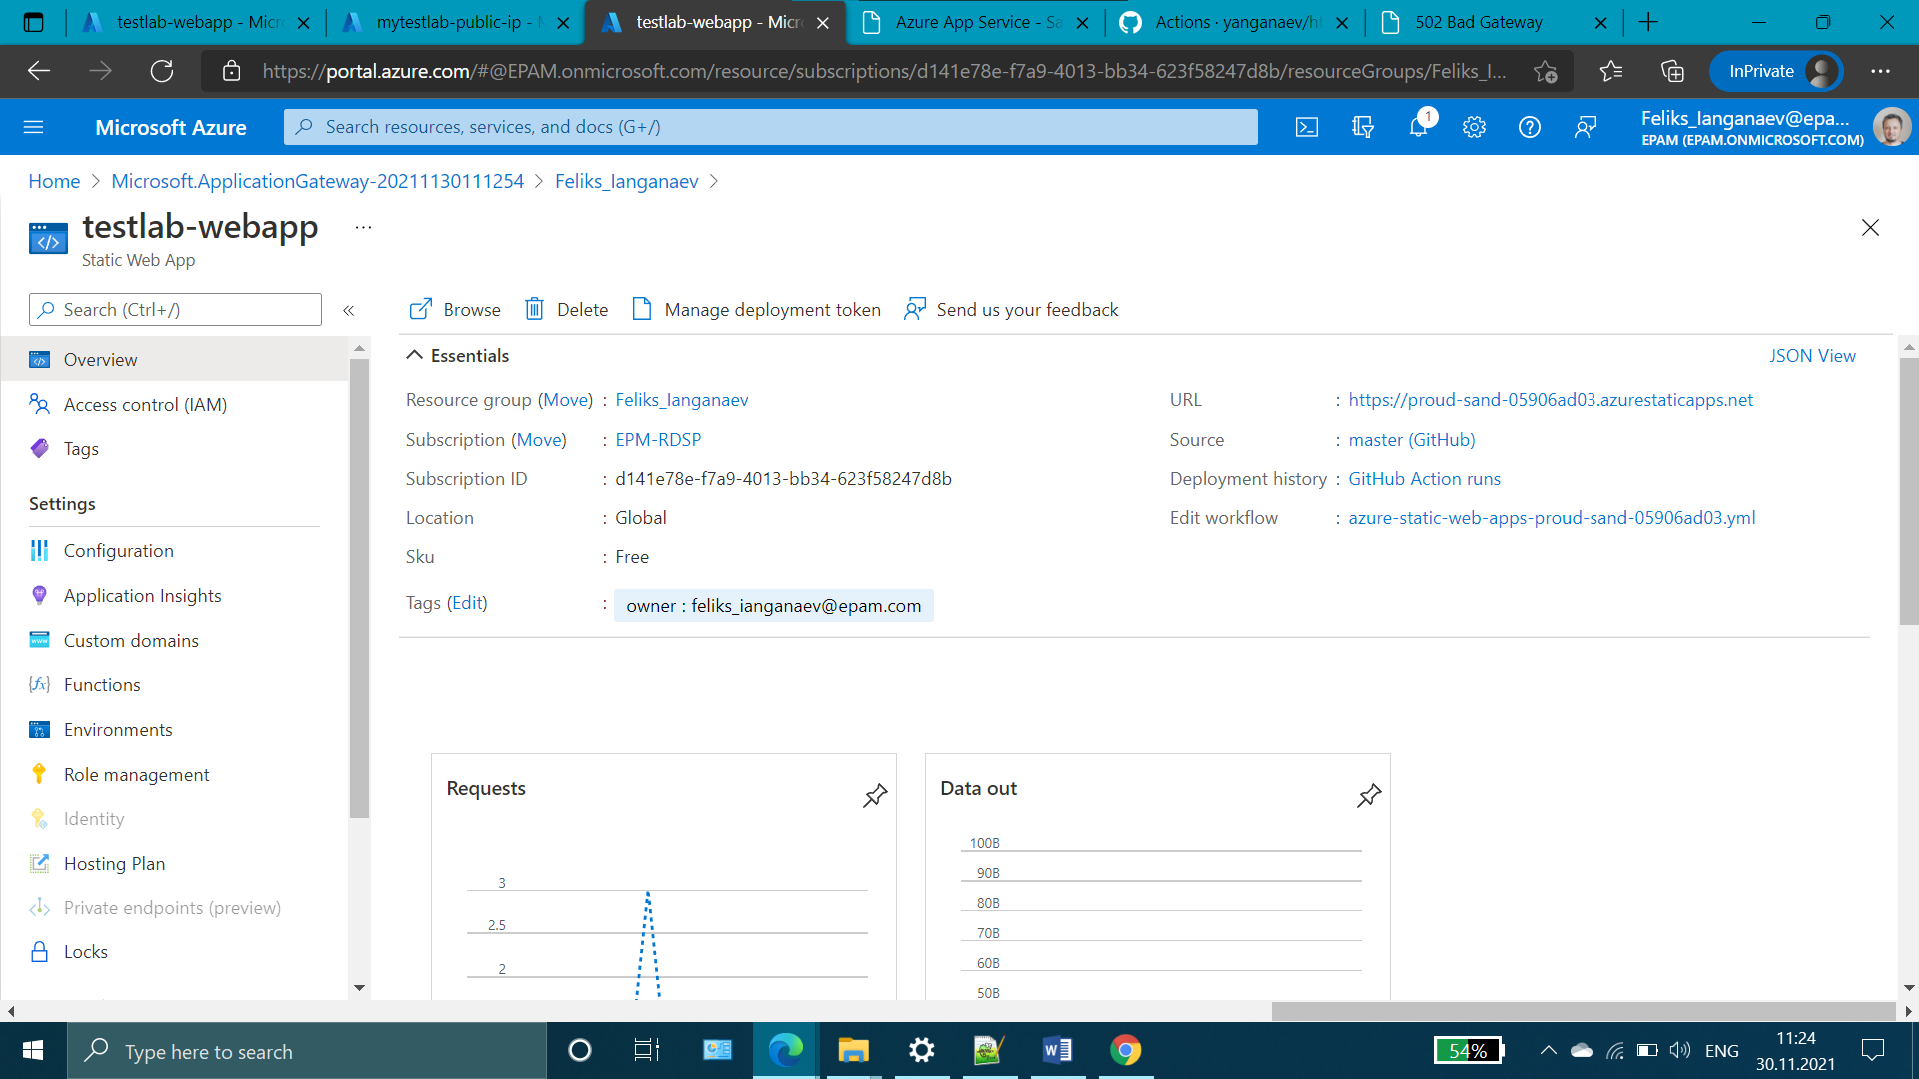 testlab-webapp - Micr
mytestlab-public-ip -
testlab-webapp - Micr
Azure App Service - Sa
Actions · yanganaev/ht
502 Bad Gateway
https://portal.azure.com/#@EPAM.onmicrosoft.com/resource/subscriptions/d141e78e-f7a9-4013-bb34-623f58247d8b/resourceGroups/Feliks_I...
InPrivate
Microsoft Azure
Search resources, services, and docs (G+/)
1
Feliks_Ianganaev@epa...
EPAM (EPAM.ONMICROSOFT.COM)
Home > Microsoft.ApplicationGateway-20211130111254 > Feliks_Ianganaev >
testlab-webapp ...
Static Web App
Search (Ctrl+/)
Browse
Delete
Manage deployment token
Send us your feedback
Overview
Access control (IAM)
Tags
Settings
Configuration
Application Insights
Custom domains
Functions
Environments
Role management
Identity
Hosting Plan
Private endpoints (preview)
Locks
Essentials
JSON View
Resource group (Move) : Feliks_Ianganaev
Subscription (Move) : EPM-RDSP
Subscription ID : d141e78e-f7a9-4013-bb34-623f58247d8b
Location : Global
Sku : Free
Tags (Edit) : owner : feliks_ianganaev@epam.com
URL : https://proud-sand-05906ad03.azurestaticapps.net
Source : master (GitHub)
Deployment history : GitHub Action runs
Edit workflow : azure-static-web-apps-proud-sand-05906ad03.yml
Requests
3
2.5
2
Data out
100B
90B
80B
70B
60B
50B
Type here to search
54%
ENG
11:24
30.11.2021